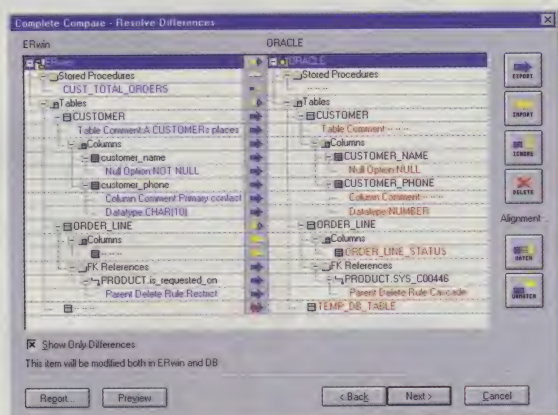 Complete Compare - Resolve Differences
ERwin ORACLE
ERwin ORACLE
Stored Procedures Stored Procedures
CUST_TOTAL_ORDERS -------
Tables Tables
CUSTOMER CUSTOMER
Table Comment:A CUSTOMERs places Table Comment:-------
Columns Columns
customer_name CUSTOMER_NAME
Null Option:NOT NULL Null Option:NULL
customer_phone CUSTOMER_PHONE
Column Comment:Primary contact Column Comment:-------
Datatype:CHAR(10) Datatype:NUMBER
ORDER_LINE ORDER_LINE
Columns Columns
------- ORDER_LINE_STATUS
FK References FK References
PRODUCT.is_requested_on PRODUCT.SYS_C00446
Parent Delete Rule:Restrict Parent Delete Rule:Cascade
------- TEMP_DB_TABLE
EXPORT
IMPORT
IGNORE
DELETE
Alignment
MATCH
UNMATCH
Show Only Differences
This item will be modified both in ERwin and DB
Report... Preview < Back Next > Cancel